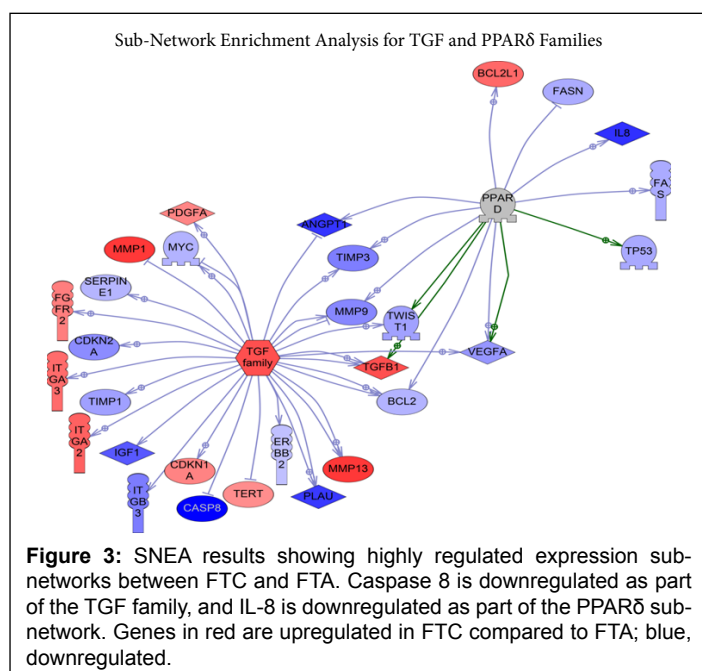 Sub-Network Enrichment Analysis for TGF and PPARδ Families
BCL2L1
FASN
IL8
PPAR
D
FA
S
PDGFA
ANGPT1
MYC
MMP1
TIMP3
TP53
SERPIN
E1
MMP9
FG
FR
2
TWIS
T1
CDKN2
A
TGF
family
VEGFA
TGFB1
IT
GA
3
TIMP1
BCL2
IT
GA
2
IGF1
ER
BB
2
CDKN1
A
MMP13
IT
GB
3
TERT
PLAU
CASP8
Figure 3: SNEA results showing highly regulated expression sub-
networks between FTC and FTA. Caspase 8 is downregulated as part
of the TGF family, and IL-8 is downregulated as part of the PPARδ sub-
network. Genes in red are upregulated in FTC compared to FTA; blue,
downregulated.